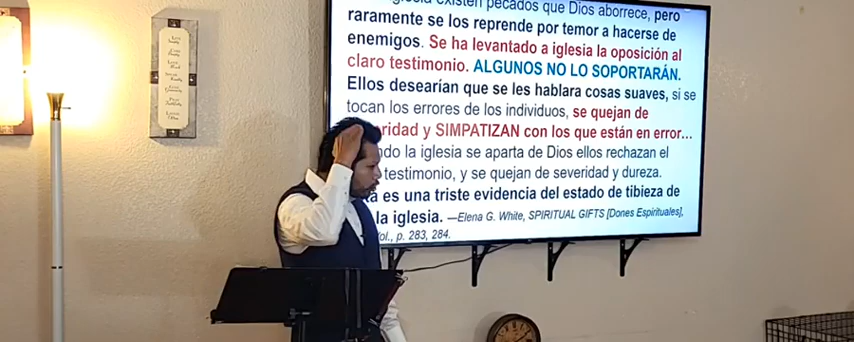 iglesia existen pecados que Dios aborrece, pero
raramente se los reprende por temor a hacerse de
enemigos. Se ha levantado a iglesia la oposición al
claro testimonio. ALGUNOS NO LO SOPORTARÁN.
Ellos desearían que se les hablara cosas suaves, si se
tocan los errores de los individuos, se quejan de
y SIMPATIZAN con los que están en error...
la iglesia se aparta de Dios ellos rechazan el
testimonio, y se quejan de severidad y dureza.
es una triste evidencia del estado de tibieza de
la iglesia. —Elena G. White, SPIRITUAL GIFTS [Dones Espirituales],
Vol., p. 283, 284.